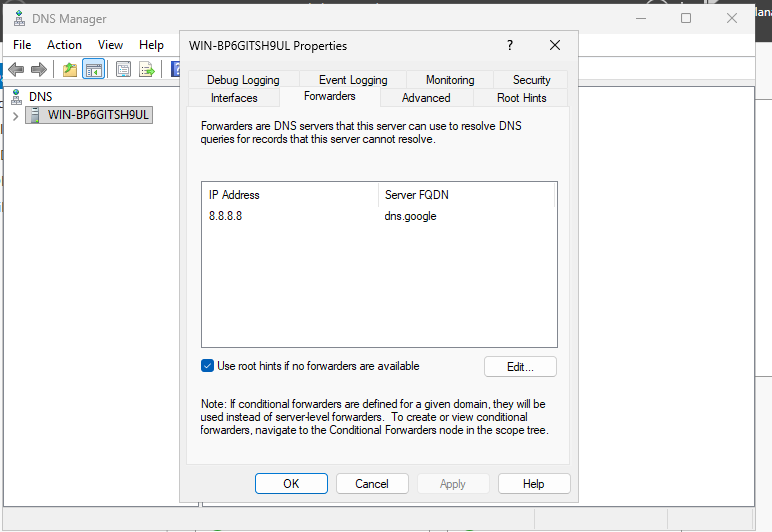 DNS Manager
File Action View Help
DNS
WIN-BP6GITSH9UL
WIN-BP6GITSH9UL Properties
?
Debug Logging Event Logging Monitoring Security
Interfaces Forwarders Advanced Root Hints
Forwarders are DNS servers that this server can use to resolve DNS
queries for records that this server cannot resolve.
IP Address Server FQDN
8.8.8.8 dns.google
Use root hints if no forwarders are available
Edit...
Note: If conditional forwarders are defined for a given domain, they will be
used instead of server-level forwarders. To create or view conditional
forwarders, navigate to the Conditional Forwarders node in the scope tree.
OK Cancel Apply Help